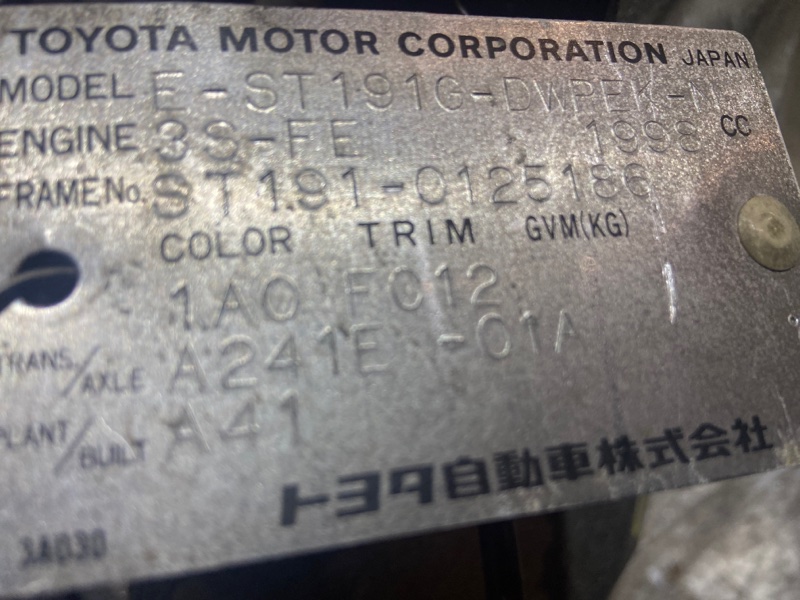 TOYOTA MOTOR CORPORATION JAPAN
MODEL E-ST191G-DWPEK-N
ENGINE 3S-FE 1998 CC
FRAME No. ST191-0125186
COLOR TRIM GVM(KG)
1A0 F012
TRANS./AXLE A241E -01A
PLANT/BUILT A41
トヨタ自動車株式会社
3A030